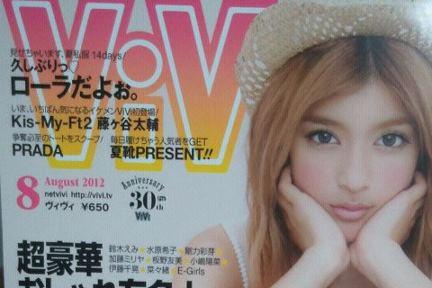 ViVi
見せちゃいます、夏私服 14days!
久しぶりっ♡
ローラだよぉ。
いま、いちばん気になるイケメンViVi初登場!
Kis-My-Ft2 藤ヶ谷太輔
争奪必至のトートをスクープ! 毎日履けちゃう人気者をGET
PRADA 夏靴PRESENT!!
8 August 2012
netvivi http://vivi.tv
ヴィヴィ ¥650
Anniversary
30th
ViVi
超豪華
鈴木えみ♥水原希子♥剛力彩芽
加藤ミリヤ♥板野友美♥小嶋陽菜
伊藤千晃♥菜々緒♥E-Girls